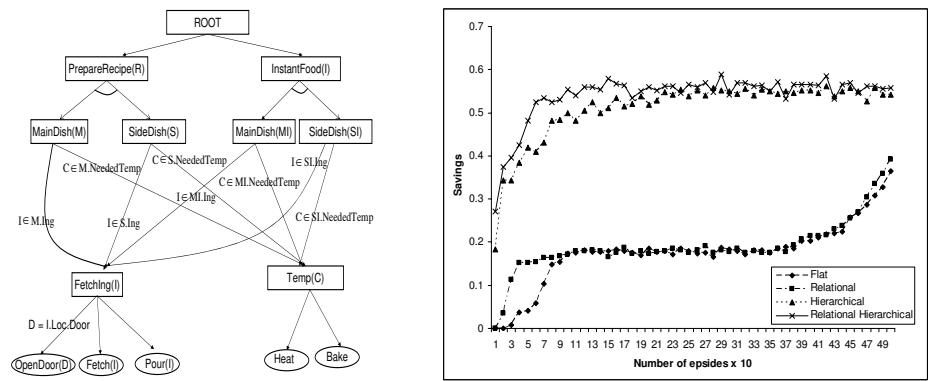 ROOT
PrepareRecipe(R)
InstantFood(I)
MainDish(M)
SideDish(S)
MainDish(MI)
SideDish(SI)
C∈M.NeededTemp
C∈S.NeededTemp
I∈SI.Ing
C∈MI.NeededTemp
I∈MI.Ing
I∈M.Ing
I∈S.Ing
C∈SI.NeededTemp
FetchIng(I)
Temp(C)
D = I.Loc.Door
OpenDoor(D)
Fetch(I)
Pour(I)
Heat
Bake
0.7
0.6
0.5
0.4
0.3
0.2
0.1
0
Savings
Flat
Relational
Hierarchical
Relational Hierarchical
1 3 5 7 9 11 13 15 17 19 21 23 25 27 29 31 33 35 37 39 41 43 45 47 49
Number of epsides x 10